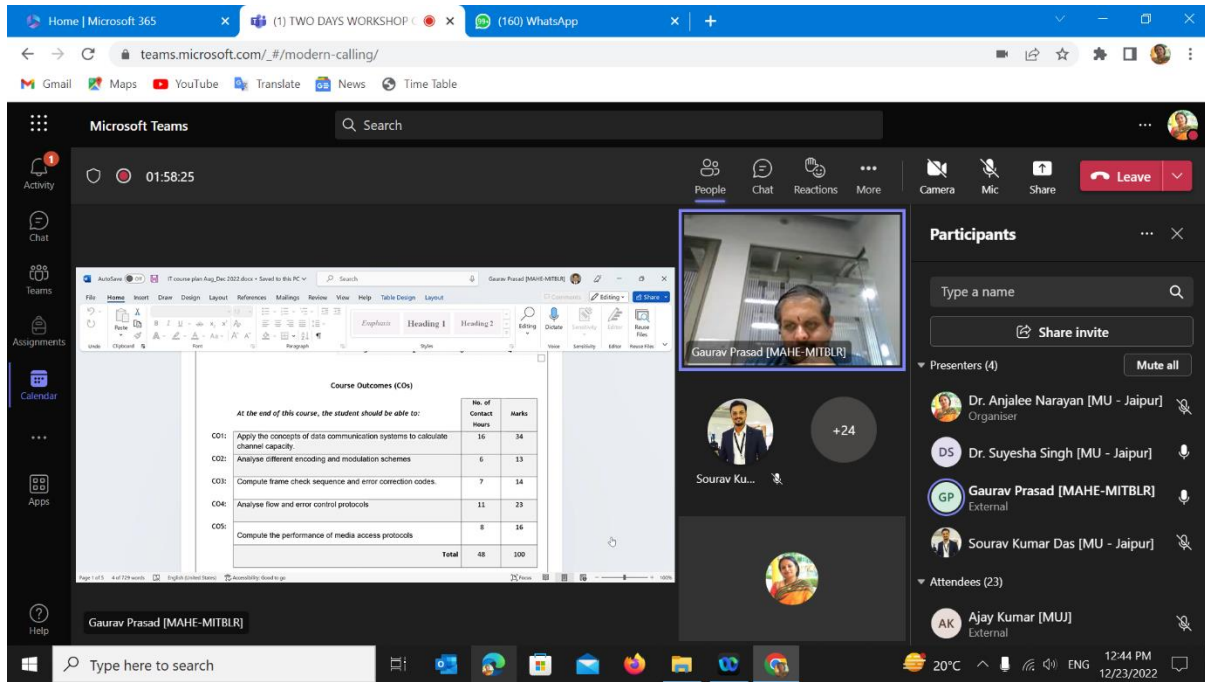 Home | Microsoft 365
(1) TWO DAYS WORKSHOP
(160) WhatsApp
teams.microsoft.com/_#/modern-calling/
Gmail Maps YouTube Translate News Time Table
Microsoft Teams
Search
Activity
1
Chat
Teams
Assignments
Calendar
Apps
Help
01:58:25
People Chat Reactions More Camera Mic Share Leave
AutoSave Off IT course plan Aug_Dec 2022.docx • Saved to this PC Search Gaurav Prasad [MAHE-MITBLR]
File Home Insert Draw Design Layout References Mailings Review View Help Table Design Layout Comments Editing Share
Paste Emphasis Heading 1 Heading 2 Editing Dictate Sensitivity Editor Reuse Files
Undo Clipboard Font Paragraph Styles Voice Sensitivity Editor Reuse Files
Course Outcomes (COs)
At the end of this course, the student should be able to: No. of Contact Hours Marks
CO1: Apply the concepts of data communication systems to calculate channel capacity. 16 34
CO2: Analyse different encoding and modulation schemes 6 13
CO3: Compute frame check sequence and error correction codes. 7 14
CO4: Analyse flow and error control protocols 11 23
CO5: Compute the performance of media access protocols 8 16
Total 48 100
Page 1 of 5 4 of 729 words English (United States) Accessibility: Good to go Focus 100%
Gaurav Prasad [MAHE-MITBLR]
Gaurav Prasad [MAHE-MITBLR]
Sourav Ku...
+24
Participants
Type a name
Share invite
Presenters (4) Mute all
Dr. Anjalee Narayan [MU - Jaipur]
Organiser
DS Dr. Suyesha Singh [MU - Jaipur]
GP Gaurav Prasad [MAHE-MITBLR]
External
Sourav Kumar Das [MU - Jaipur]
Attendees (23)
AK Ajay Kumar [MUJ]
External
Type here to search
20°C ENG 12:44 PM
12/23/2022